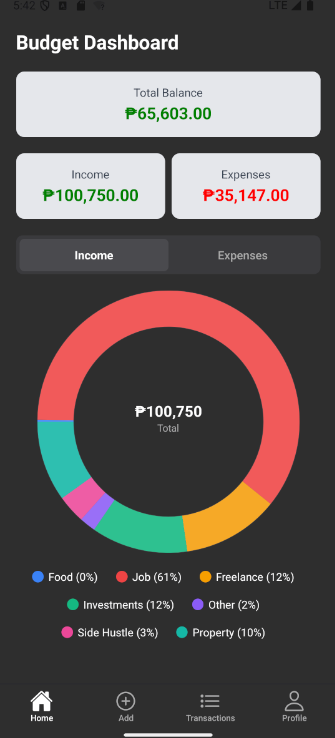 5:42
LTE
Budget Dashboard
Total Balance
₱65,603.00
Income
₱100,750.00
Expenses
₱35,147.00
Income
Expenses
₱100,750
Total
Food (0%)
Job (61%)
Freelance (12%)
Investments (12%)
Other (2%)
Side Hustle (3%)
Property (10%)
Home
Add
Transactions
Profile